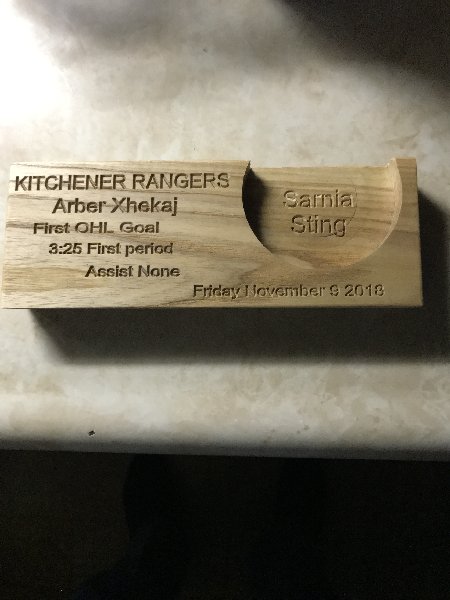 KITCHENER RANGERS
Arber Xhekaj
First OHL Goal
3:25 First period
Assist None
Sarnia
Sting
Friday November 9 2018